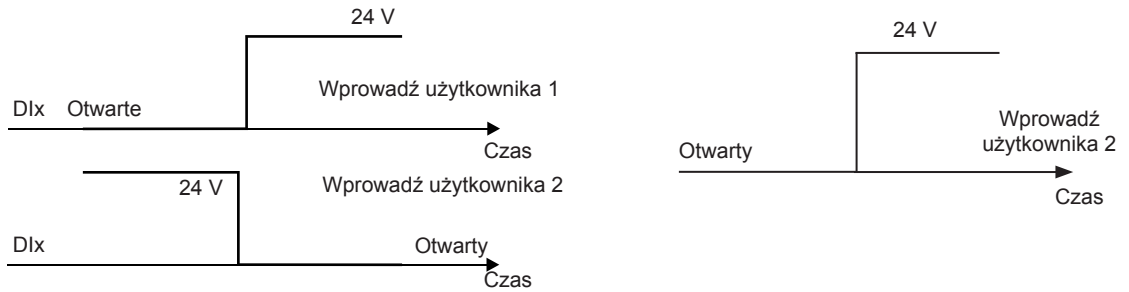 24 V
Wprowadź użytkownika 1
DIx Otwarte
Czas
24 V
Wprowadź użytkownika 2
DIx
Otwarty
Czas
24 V
Wprowadź
użytkownika 2
Otwarty
Czas